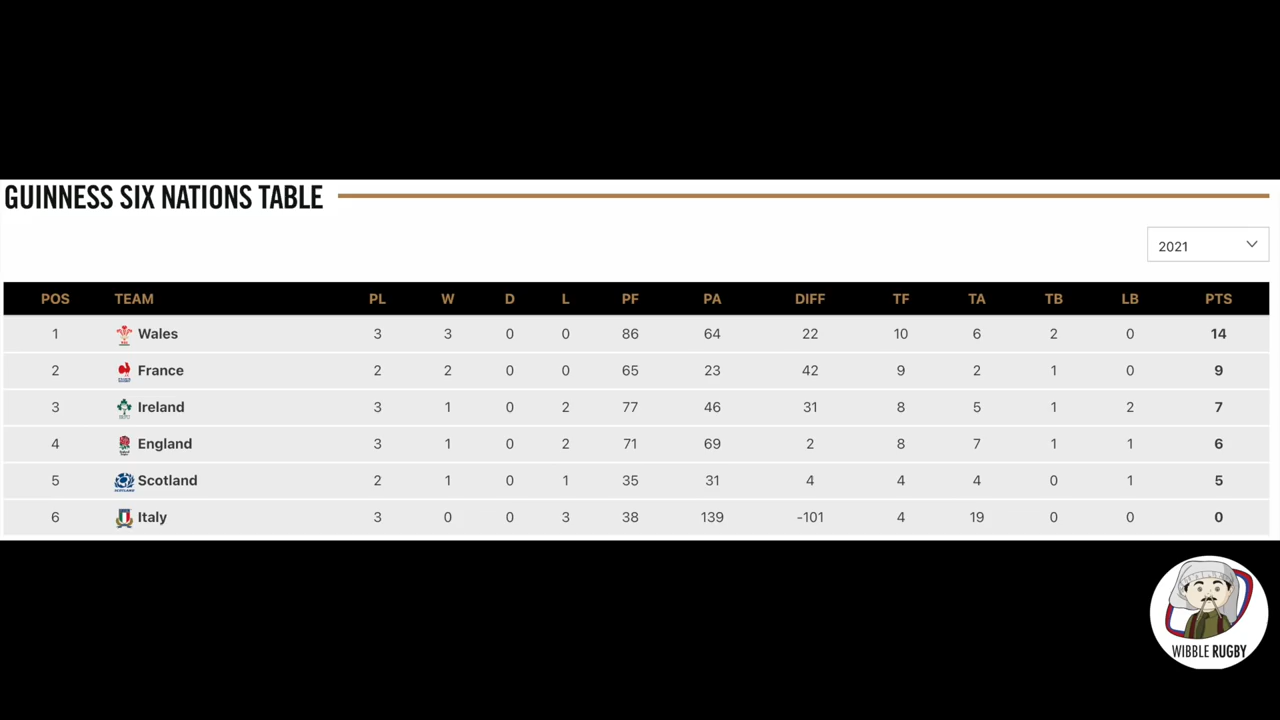 GUINNESS SIX NATIONS TABLE
2021
POS TEAM PL W D L PF PA DIFF TF TA TB LB PTS
1 Wales 3 3 0 0 86 64 22 10 6 2 0 14
2 France 2 2 0 0 65 23 42 9 2 1 0 9
3 Ireland 3 1 0 2 77 46 31 8 5 1 2 7
4 England 3 1 0 2 71 69 2 8 7 1 1 6
5 Scotland 2 1 0 1 35 31 4 4 4 0 1 5
6 Italy 3 0 0 3 38 139 -101 4 19 0 0 0
WIBBLE RUGBY